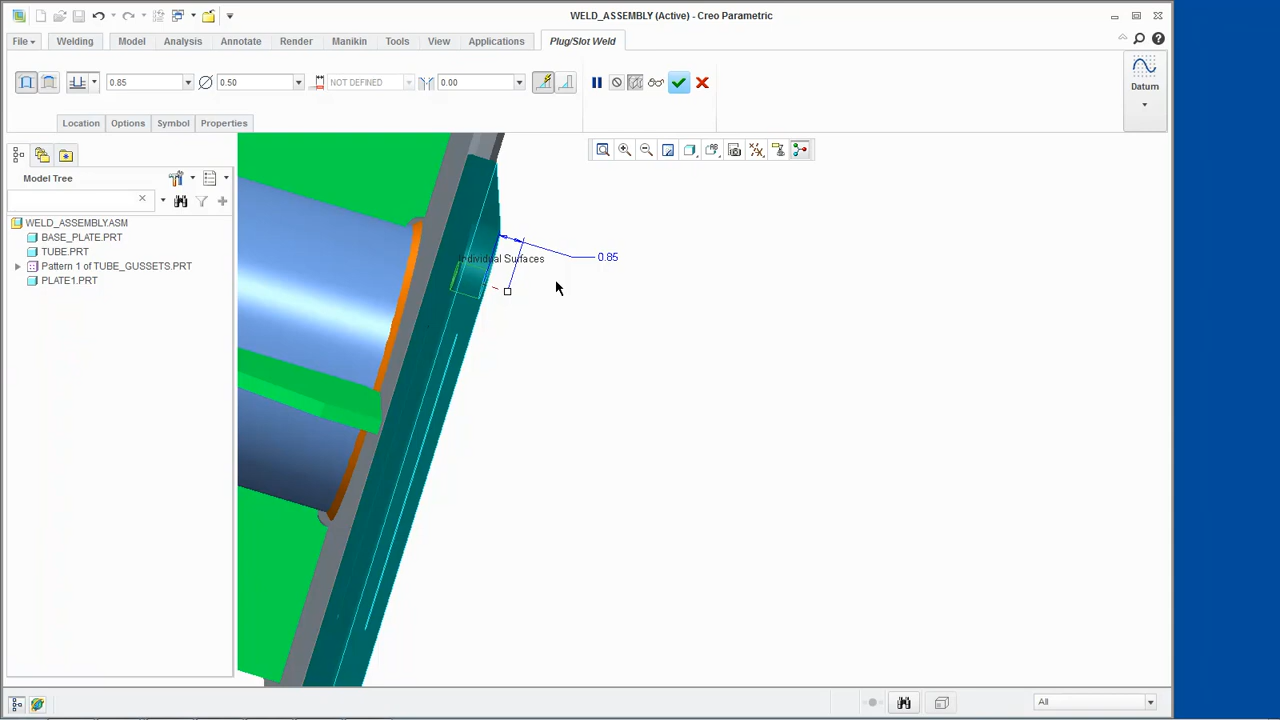 WELD_ASSEMBLY (Active) - Creo Parametric
File
Welding
Model
Analysis
Annotate
Render
Manikin
Tools
View
Applications
Plug/Slot Weld
0.85
0.50
NOT DEFINED
0.00
Datum
Location
Options
Symbol
Properties
Model Tree
WELD_ASSEMBLY.ASM
BASE_PLATE.PRT
TUBE.PRT
Pattern 1 of TUBE_GUSSETS.PRT
PLATE1.PRT
0.85
Individual Surfaces
All